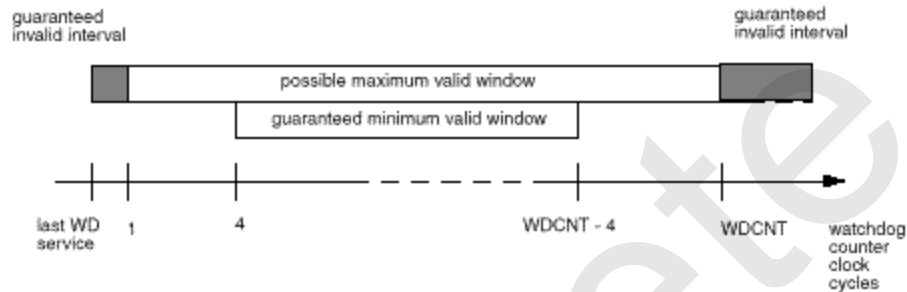 guaranteed
invalid interval
guaranteed
invalid interval
possible maximum valid window
guaranteed minimum valid window
last WD
service
1
4
WDCNT - 4
WDCNT
watchdog
counter
clock
cycles
ete